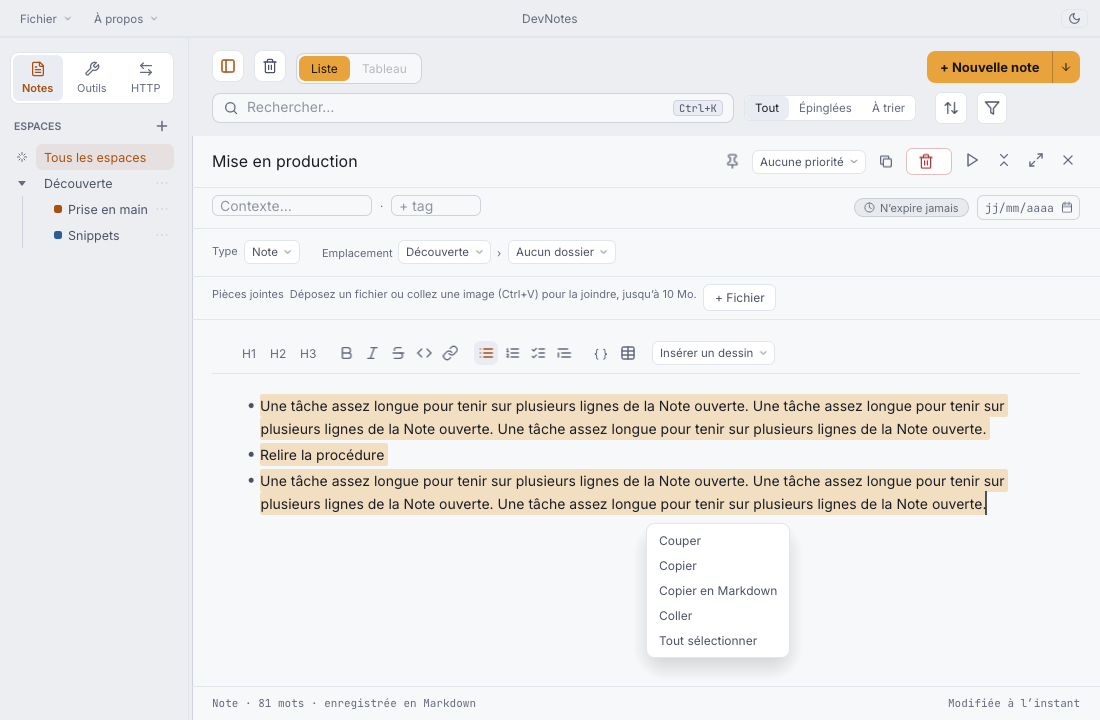 Fichier À propos DevNotes
Notes Outils HTTP
Liste Tableau
+ Nouvelle note
Rechercher... Ctrl+K Tout Épinglées À trier
ESPACES
Tous les espaces
Découverte
Prise en main
Snippets
Mise en production
Aucune priorité
Contexte... · + tag
N'expire jamais jj/mm/aaaa
Type Note Emplacement Découverte › Aucun dossier
Pièces jointes Déposez un fichier ou collez une image (Ctrl+V) pour la joindre, jusqu'à 10 Mo. + Fichier
H1 H2 H3 B I S Insérer un dessin
• Une tâche assez longue pour tenir sur plusieurs lignes de la Note ouverte. Une tâche assez longue pour tenir sur
plusieurs lignes de la Note ouverte. Une tâche assez longue pour tenir sur plusieurs lignes de la Note ouverte.
• Relire la procédure
• Une tâche assez longue pour tenir sur plusieurs lignes de la Note ouverte. Une tâche assez longue pour tenir sur
plusieurs lignes de la Note ouverte. Une tâche assez longue pour tenir sur plusieurs lignes de la Note ouverte.
Couper
Copier
Copier en Markdown
Coller
Tout sélectionner
Note · 81 mots · enregistrée en Markdown
Modifiée à l'instant